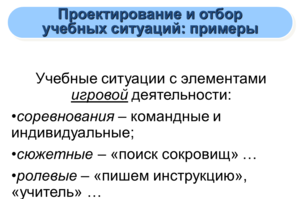 Проектирование и отбор
учебных ситуаций: примеры
Учебные ситуации с элементами
игровой деятельности:
•соревнования – командные и
индивидуальные;
•сюжетные – «поиск сокровищ» …
•ролевые – «пишем инструкцию»,
«учитель» …